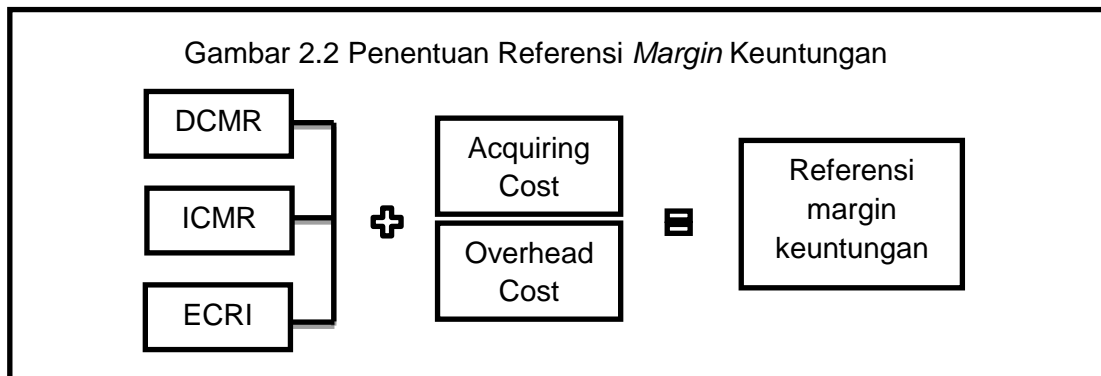 Gambar 2.2 Penentuan Referensi Margin Keuntungan
DCMR
ICMR
ECRI
Acquiring
Cost
Overhead
Cost
Referensi
margin
keuntungan